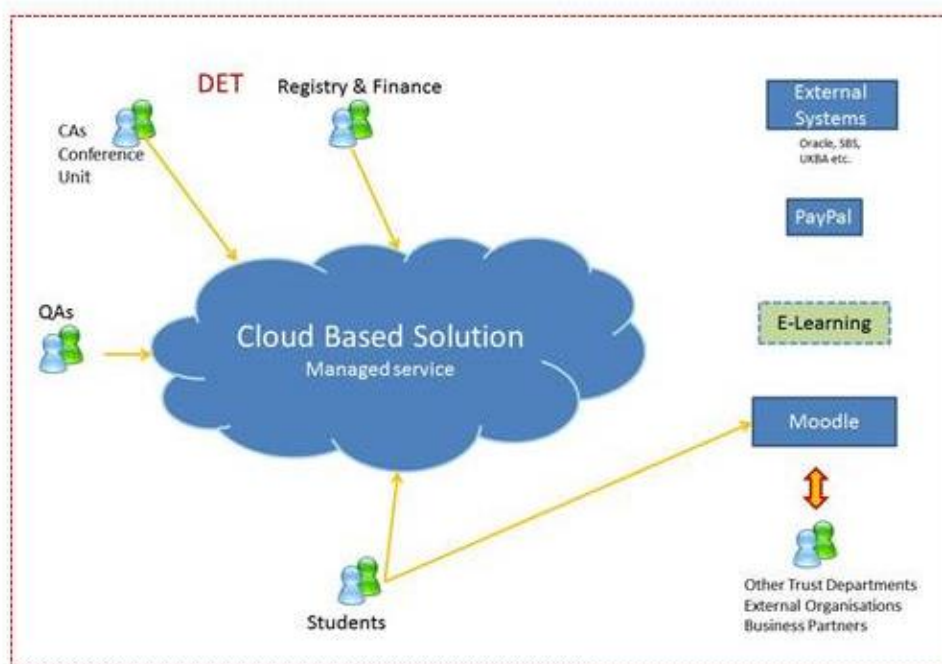 DET
Registry & Finance
CAs
Conference
Unit
External
Systems
Oracle, SBS,
UKBA etc.
PayPal
QAs
E-Learning
Cloud Based Solution
Managed service
Moodle
Students
Other Trust Departments
External Organisations
Business Partners